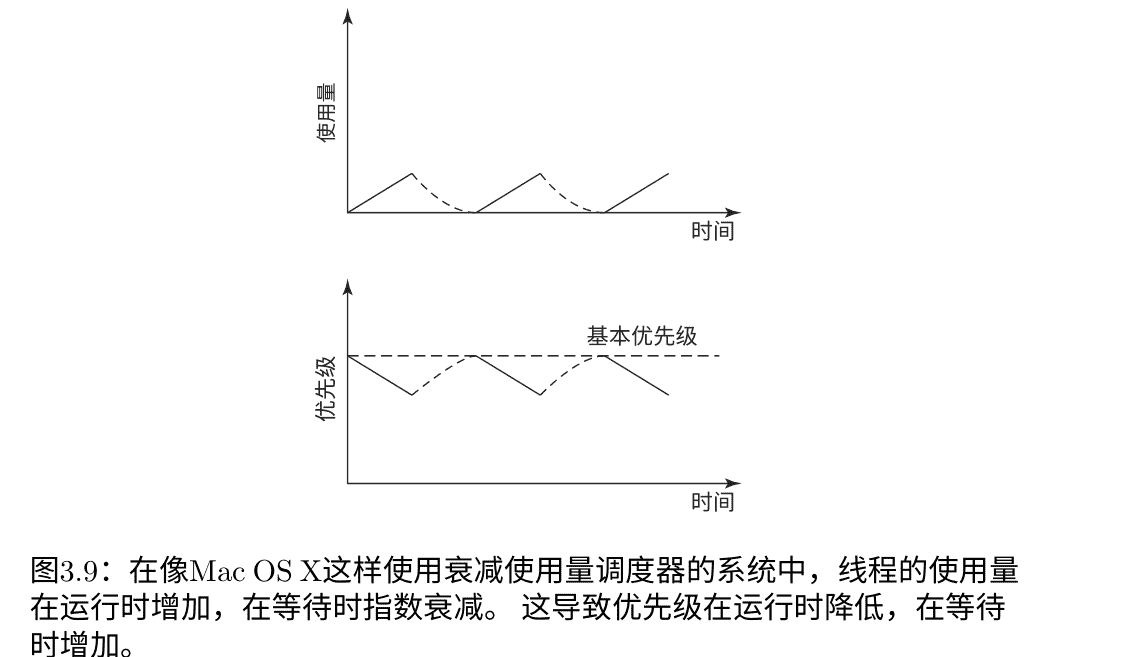 使用量
时间
基本优先级
优先级
时间
图3.9：在像Mac OS X这样使用衰减使用量调度器的系统中，线程的使用量
在运行时增加，在等待时指数衰减。 这导致优先级在运行时降低，在等待
时增加。